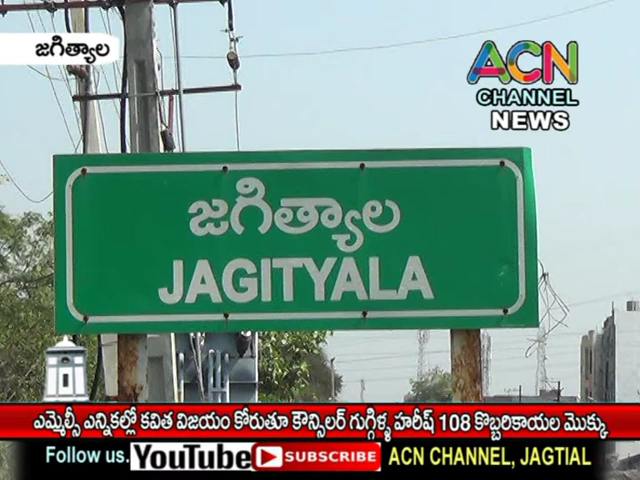 జగిత్యాల
ACN
CHANNEL
NEWS
జగిత్యాల
JAGITYALA
ఎమ్మెల్సీ ఎన్నికల్లో కవిత విజయం కోరుతూ కౌన్సిలర్ గుగ్గిళ్ళ హరీష్ 108 కొబ్బరికాయల మొక్కు
Follow us. YouTube SUBSCRIBE ACN CHANNEL, JAGTIAL